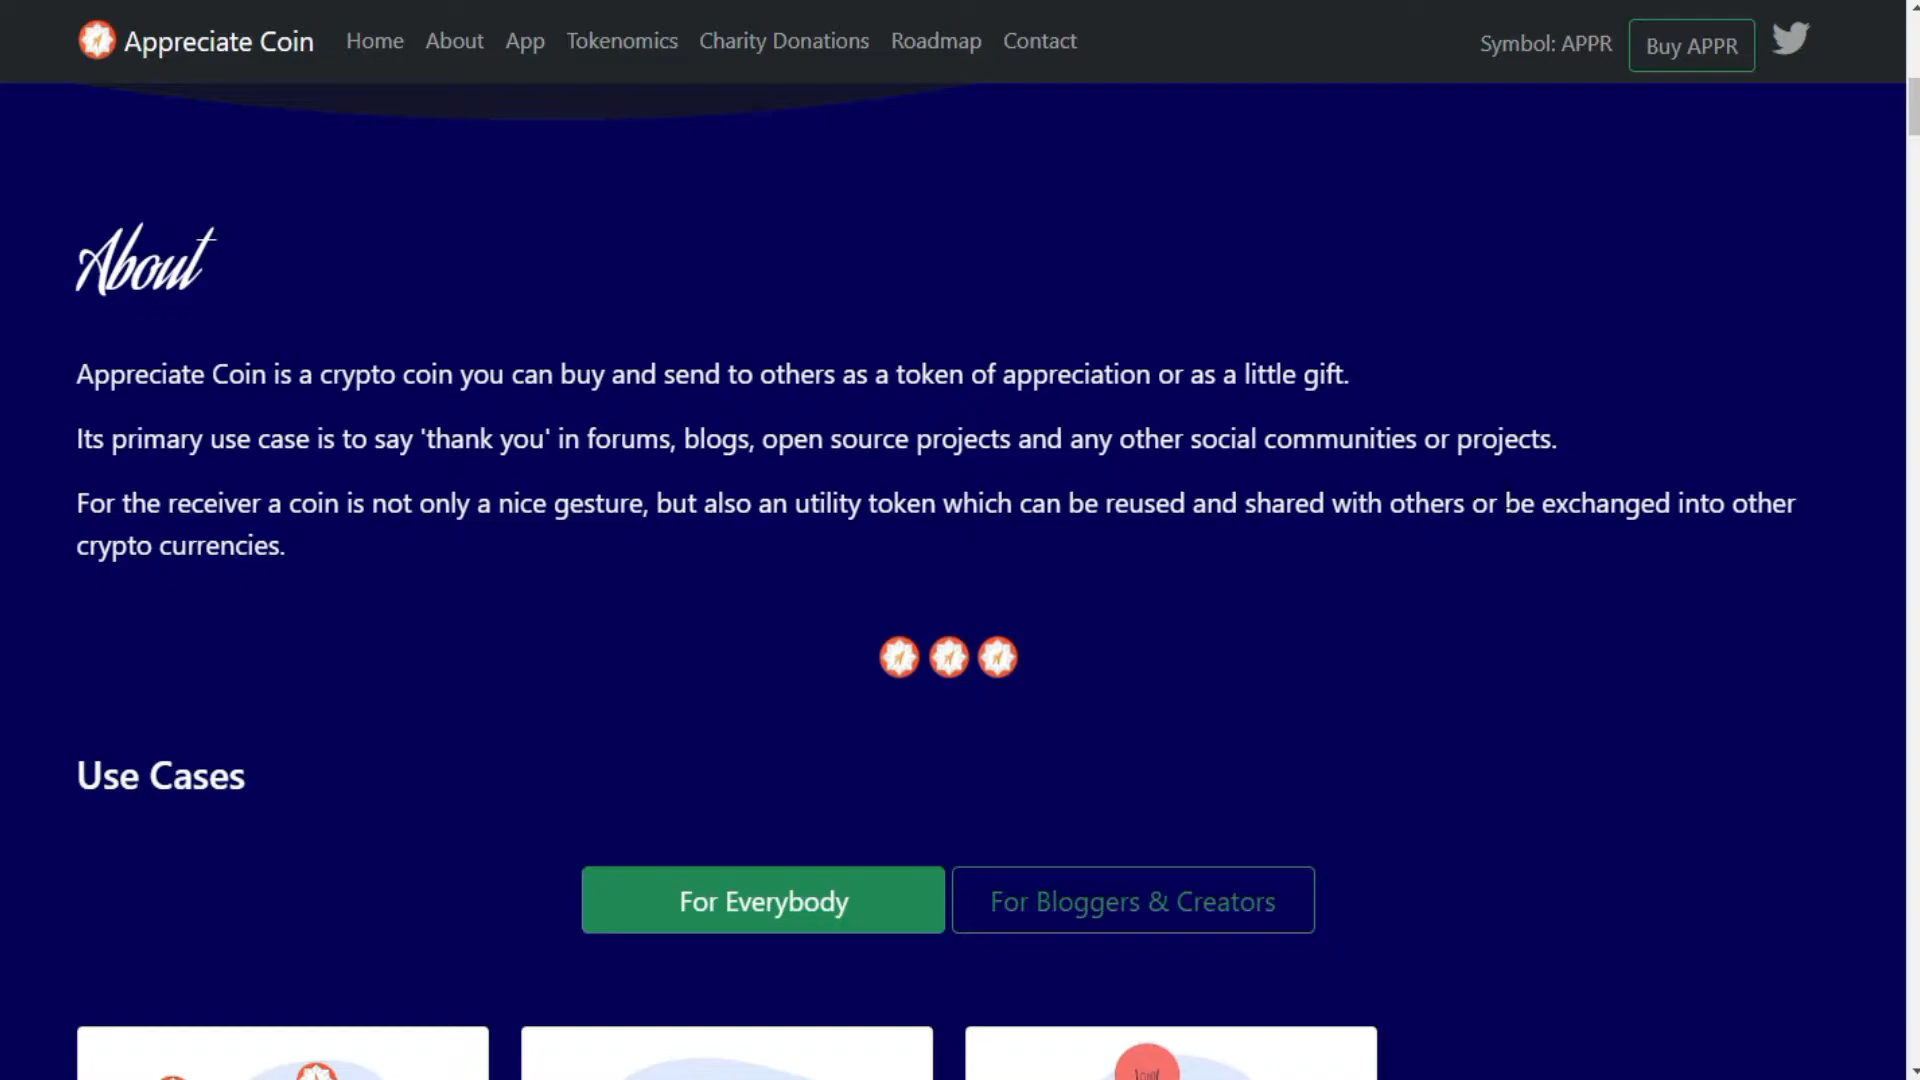 Appreciate Coin Home About App Tokenomics Charity Donations Roadmap Contact Symbol: APPR Buy APPR
About
Appreciate Coin is a crypto coin you can buy and send to others as a token of appreciation or as a little gift.
Its primary use case is to say 'thank you' in forums, blogs, open source projects and any other social communities or projects.
For the receiver a coin is not only a nice gesture, but also an utility token which can be reused and shared with others or be exchanged into other
crypto currencies.
Use Cases
For Everybody For Bloggers & Creators